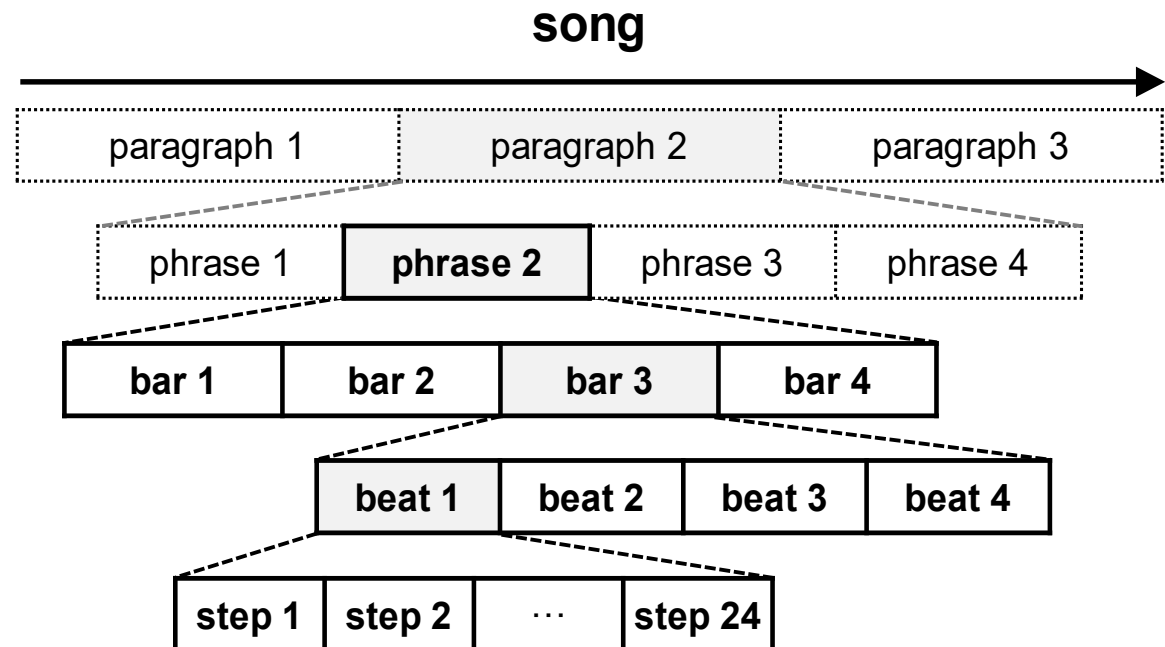 song
paragraph 1 paragraph 2 paragraph 3
phrase 1 phrase 2 phrase 3 phrase 4
bar 1 bar 2 bar 3 bar 4
beat 1 beat 2 beat 3 beat 4
step 1 step 2 ... step 24